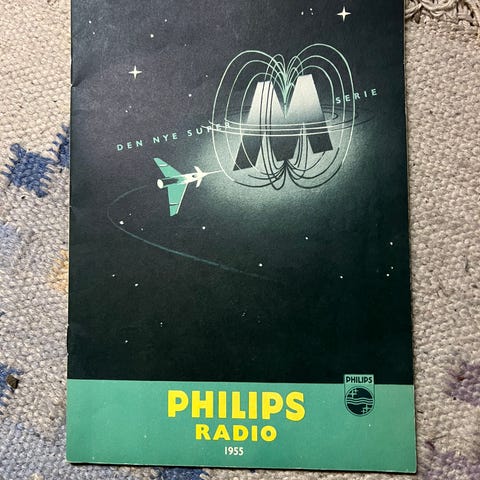 DEN NYE SUPER M SERIE
PHILIPS
PHILIPS
RADIO
1955